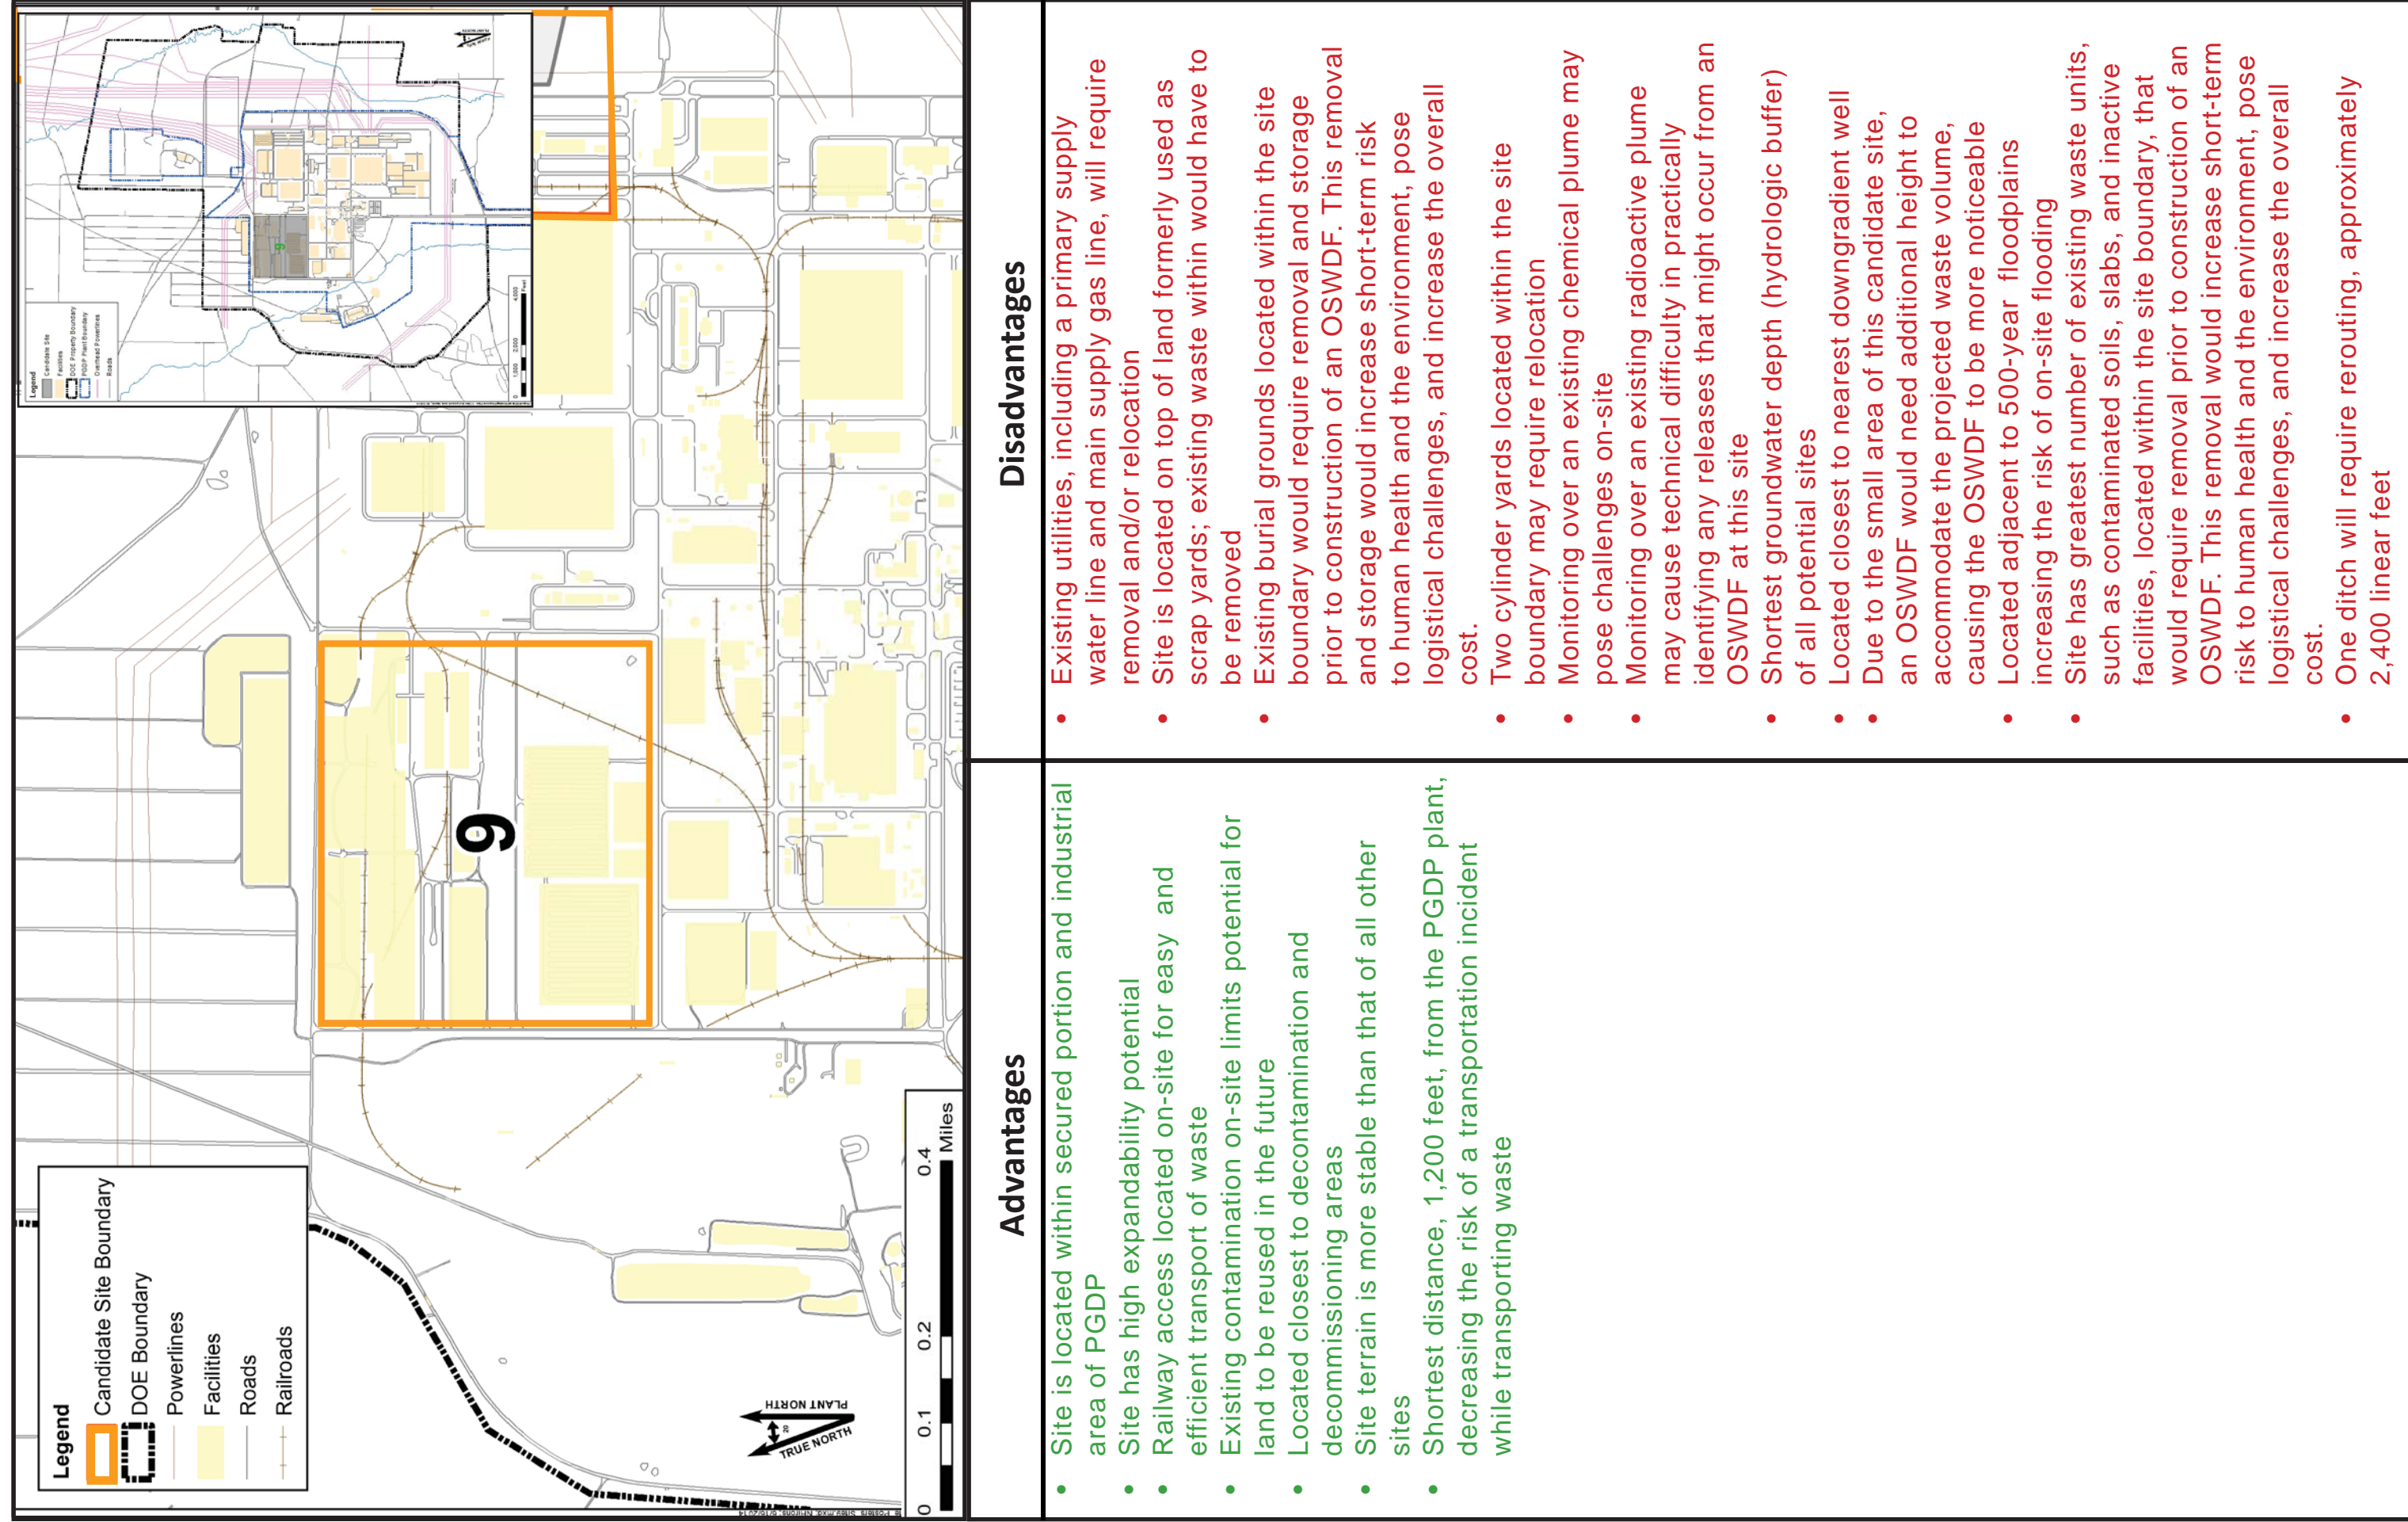 Legend
Candidate Site Boundary
DOE Boundary
Powerlines
Facilities
Roads
Railroads
9
TRUE NORTH
20
PLANT NORTH
0
0.1
0.2
0.4
Miles
Legend
Candidate Site
Facilities
DOE Property Boundary
PGDP Plant Boundary
Overhead Powerlines
Roads
9
Feet
Advantages
• Site is located within secured portion and industrial
area of PGDP
• Site has high expandability potential
• Railway access located on-site for easy and
efficient transport of waste
• Existing contamination on-site limits potential for
land to be reused in the future
• Located closest to decontamination and
decommissioning areas
• Site terrain is more stable than that of all other
sites
• Shortest distance, 1,200 feet, from the PGDP plant,
decreasing the risk of a transportation incident
while transporting waste
Disadvantages
• Existing utilities, including a primary supply
water line and main supply gas line, will require
removal and/or relocation
• Site is located on top of land formerly used as
scrap yards; existing waste within would have to
be removed
• Existing burial grounds located within the site
boundary would require removal and storage
prior to construction of an OSWDF. This removal
and storage would increase short-term risk
to human health and the environment, pose
logistical challenges, and increase the overall
cost.
• Two cylinder yards located within the site
boundary may require relocation
• Monitoring over an existing chemical plume may
pose challenges on-site
• Monitoring over an existing radioactive plume
may cause technical difficulty in practically
identifying any releases that might occur from an
OSWDF at this site
• Shortest groundwater depth (hydrologic buffer)
of all potential sites
• Located closest to nearest downgradient well
• Due to the small area of this candidate site,
an OSWDF would need additional height to
accommodate the projected waste volume,
causing the OSWDF to be more noticeable
• Located adjacent to 500-year floodplains
increasing the risk of on-site flooding
• Site has greatest number of existing waste units,
such as contaminated soils, slabs, and inactive
facilities, located within the site boundary, that
would require removal prior to construction of an
OSWDF. This removal would increase short-term
risk to human health and the environment, pose
logistical challenges, and increase the overall
cost.
• One ditch will require rerouting, approximately
2,400 linear feet